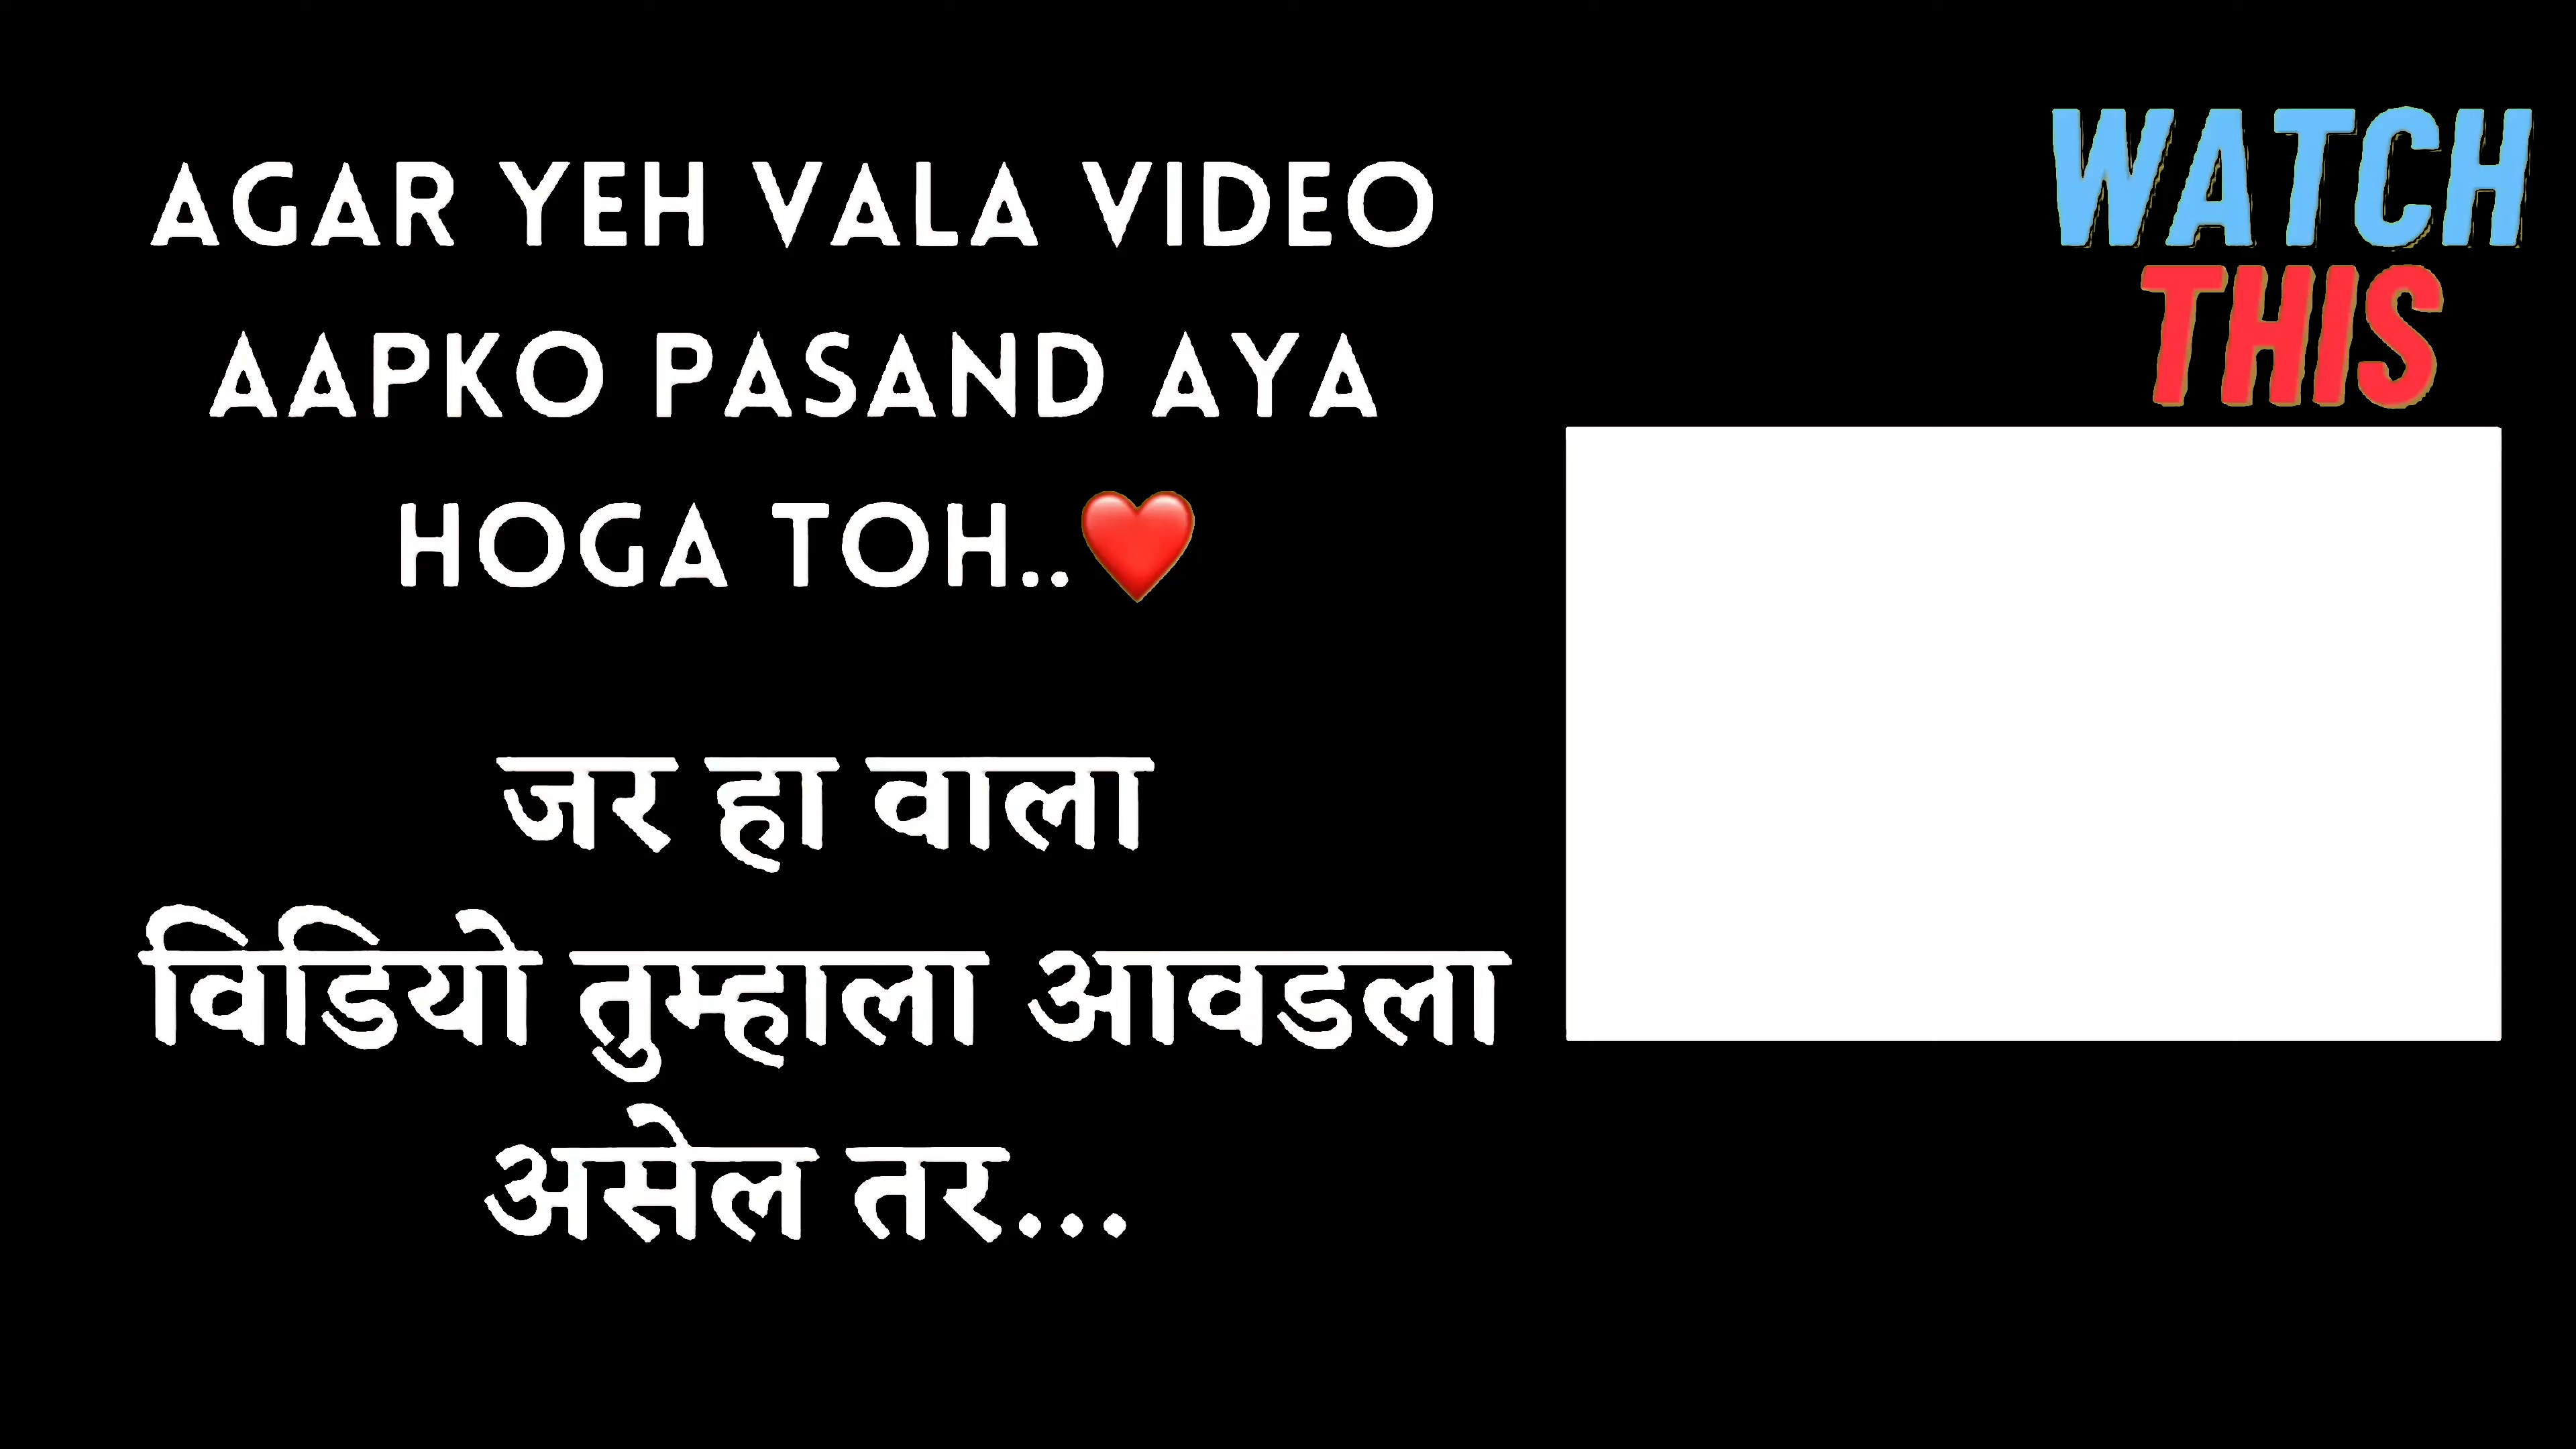 AGAR YEH VALA VIDEO
AAPKO PASAND AYA
HOGA TOH..❤️
जर हा वाला
विडियो तुम्हाला आवडला
असेल तर...
WATCH
THIS